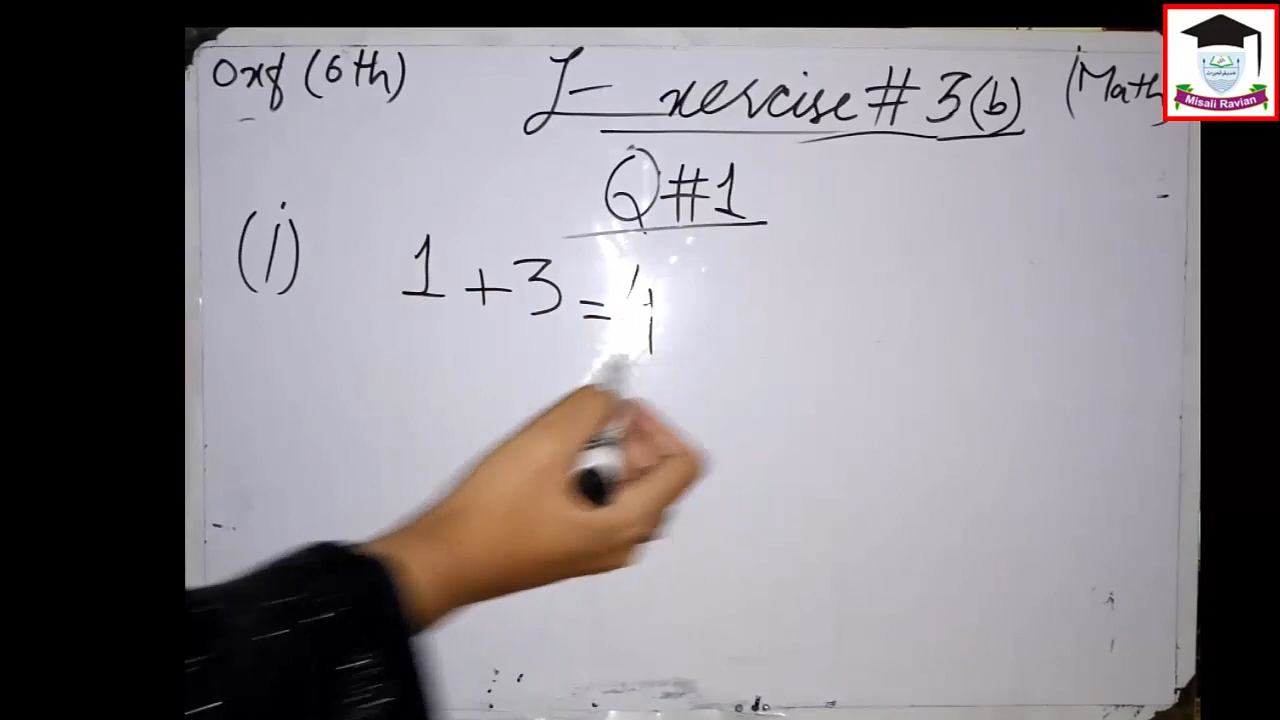 Oxf (6th) Exercise # 3(b) (Math)
Misali Ravian
Q#1
(i) 1 + 3 = 4